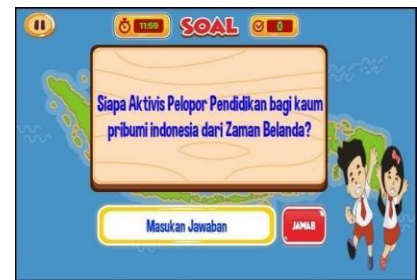 11:59 SOAL 0
Siapa Aktivis Pelopor Pendidikan bagi kaum
pribumi indonesia dari Zaman Belanda?
Masukan Jawaban JAWAB